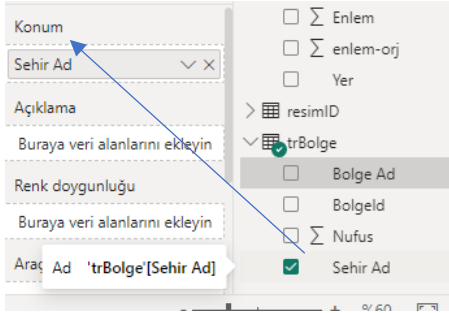 Konum
Sehir Ad
Açıklama
Buraya veri alanlarını ekleyin
Renk doygunluğu
Buraya veri alanlarını ekleyin
Ad 'trBolge'[Sehir Ad]
Σ Enlem
Σ enlem-orj
Yer
resimID
trBolge
Bolge Ad
BolgeId
Σ Nufus
Sehir Ad